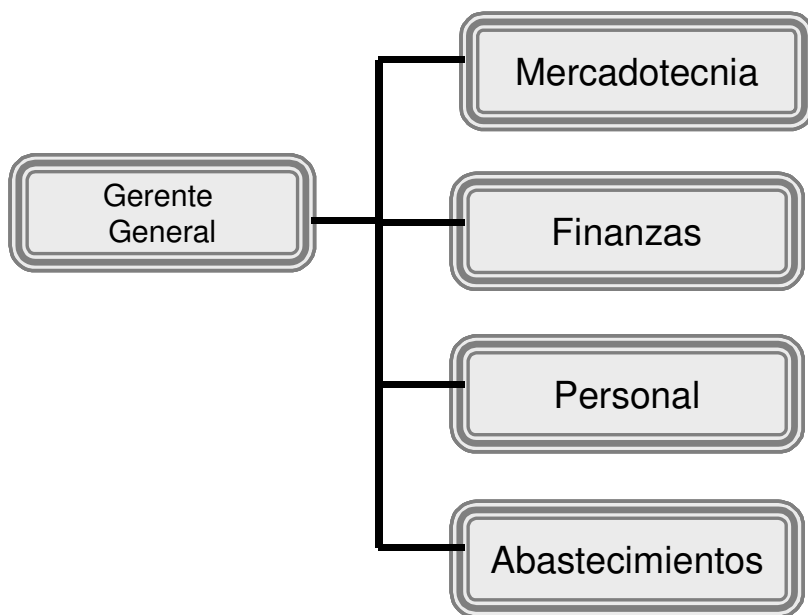 Mercadotecnia
Gerente
General
Finanzas
Personal
Abastecimientos